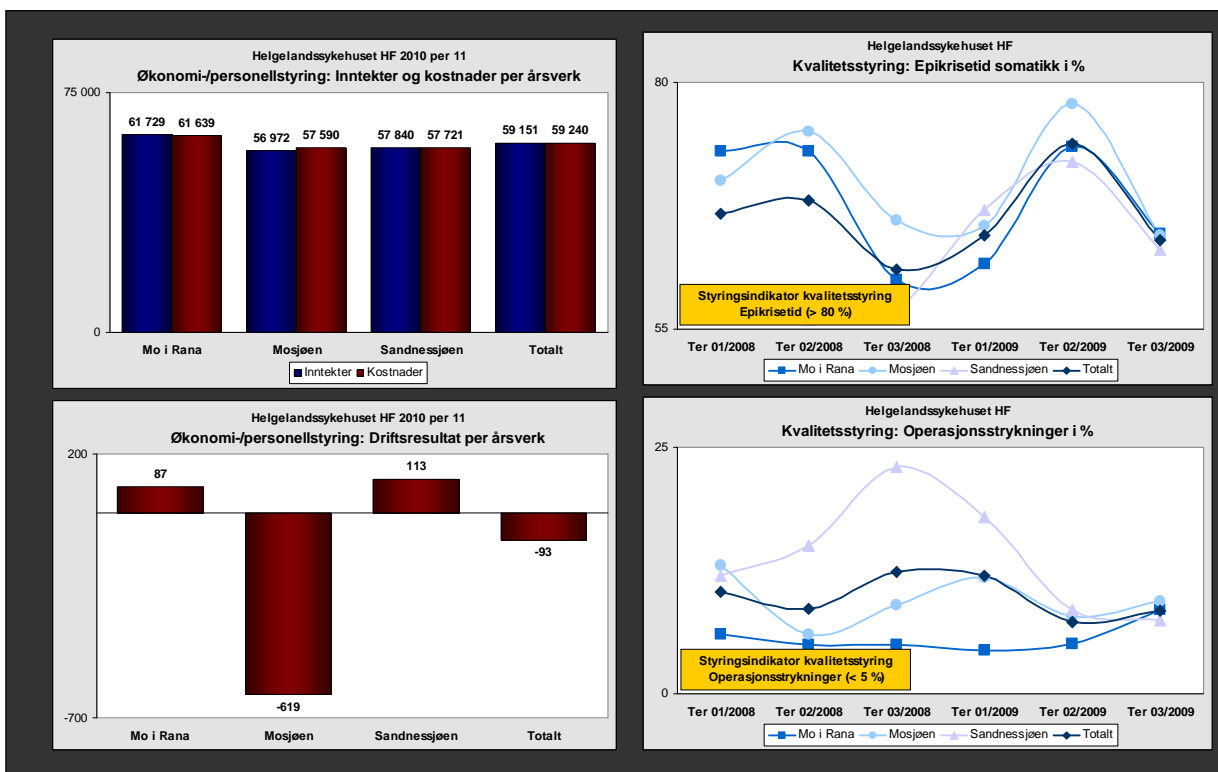 Helgelandssykehuset HF 2010 per 11
Økonomi-/personellstyring: Inntekter og kostnader per årsverk
75 000
61 729 61 639
56 972 57 590
57 840 57 721
59 151 59 240
0
Mo i Rana Mosjøen Sandnessjøen Totalt
Inntekter Kostnader
Helgelandssykehuset HF
Kvalitetsstyring: Epikrisetid somatikk i %
80
Styringsindikator kvalitetsstyring
Epikrisetid (> 80 %)
55
Ter 01/2008 Ter 02/2008 Ter 03/2008 Ter 01/2009 Ter 02/2009 Ter 03/2009
Mo i Rana Mosjøen Sandnessjøen Totalt
Helgelandssykehuset HF 2010 per 11
Økonomi-/personellstyring: Driftsresultat per årsverk
200
87
113
-93
-619
-700
Mo i Rana Mosjøen Sandnessjøen Totalt
Helgelandssykehuset HF
Kvalitetsstyring: Operasjonsstrykninger i %
25
Styringsindikator kvalitetsstyring
Operasjonsstrykninger (< 5 %)
0
Ter 01/2008 Ter 02/2008 Ter 03/2008 Ter 01/2009 Ter 02/2009 Ter 03/2009
Mo i Rana Mosjøen Sandnessjøen Totalt